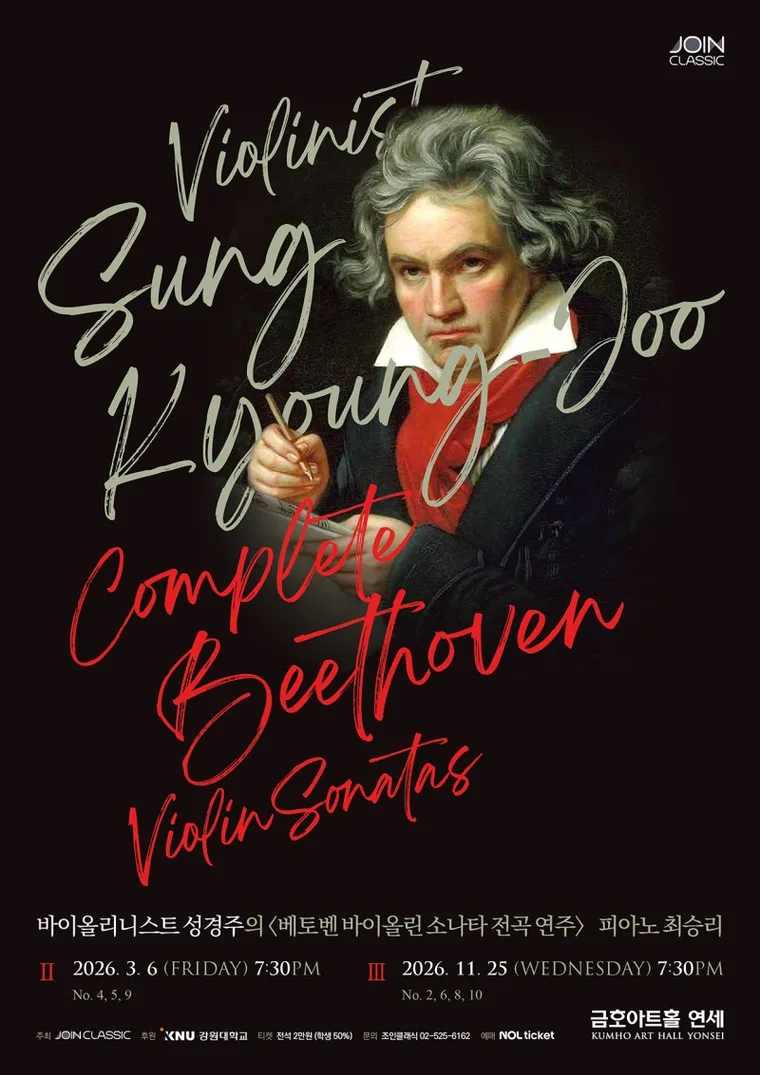 JOIN
CLASSIC
Violinist
Sung
Kyoung-Joo
Complete
Beethoven
Violin Sonatas
바이올리니스트 성경주의 〈베토벤 바이올린 소나타 전곡 연주〉 피아노 최승리
II 2026. 3. 6 (FRIDAY) 7:30PM
No. 4, 5, 9
III 2026. 11. 25 (WEDNESDAY) 7:30PM
No. 2, 6, 8, 10
주최 JOIN CLASSIC 후원 KNU 강원대학교 티켓 전석 2만원 (학생 50%) 문의 조인클래식 02-525-6162 예매 NOL ticket
금호아트홀 연세
KUMHO ART HALL YONSEI